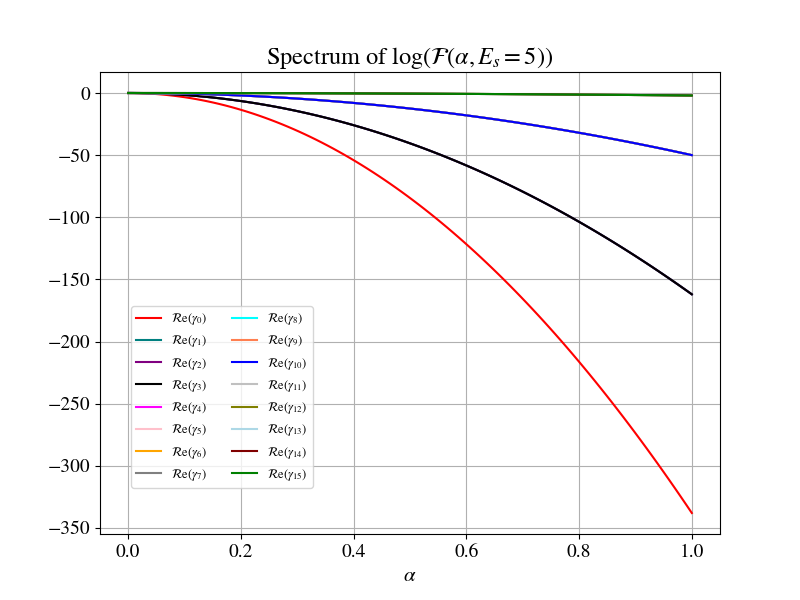 Spectrum of log(𝓕(α, E_s = 5))
0
−50
−100
−150
−200
−250
−300
−350
0.0 0.2 0.4 0.6 0.8 1.0
α
𝓡e(γ₀) 𝓡e(γ₈)
𝓡e(γ₁) 𝓡e(γ₉)
𝓡e(γ₂) 𝓡e(γ₁₀)
𝓡e(γ₃) 𝓡e(γ₁₁)
𝓡e(γ₄) 𝓡e(γ₁₂)
𝓡e(γ₅) 𝓡e(γ₁₃)
𝓡e(γ₆) 𝓡e(γ₁₄)
𝓡e(γ₇) 𝓡e(γ₁₅)